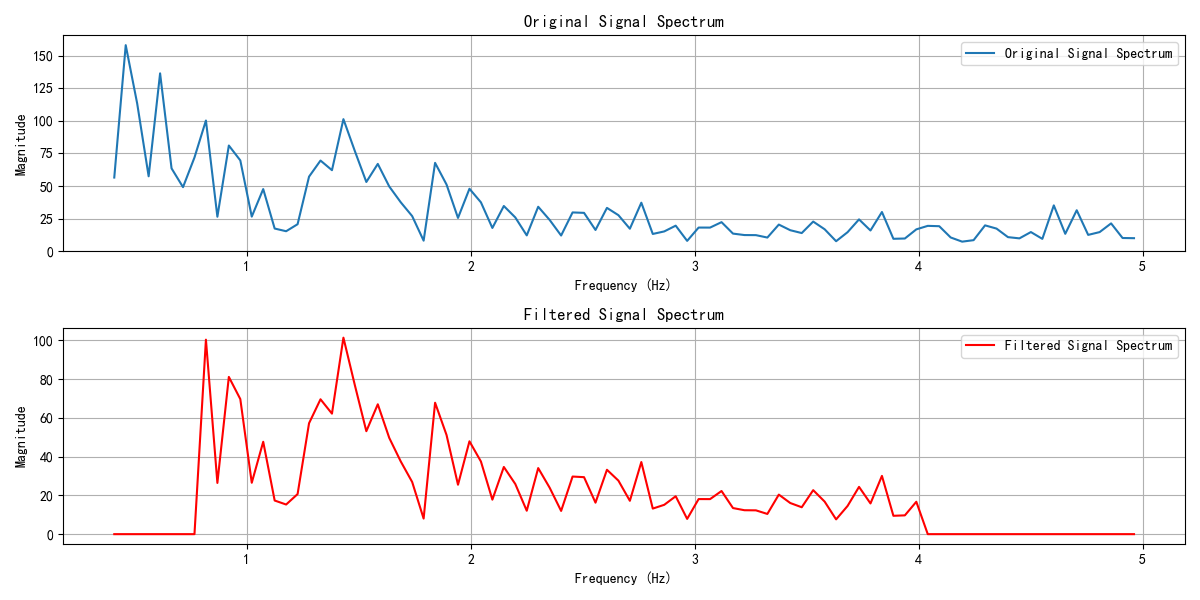 Original Signal Spectrum
Original Signal Spectrum
150
125
100
75
50
25
0
Magnitude
1
2
3
4
5
Frequency (Hz)
Filtered Signal Spectrum
Filtered Signal Spectrum
100
80
60
40
20
0
Magnitude
1
2
3
4
5
Frequency (Hz)